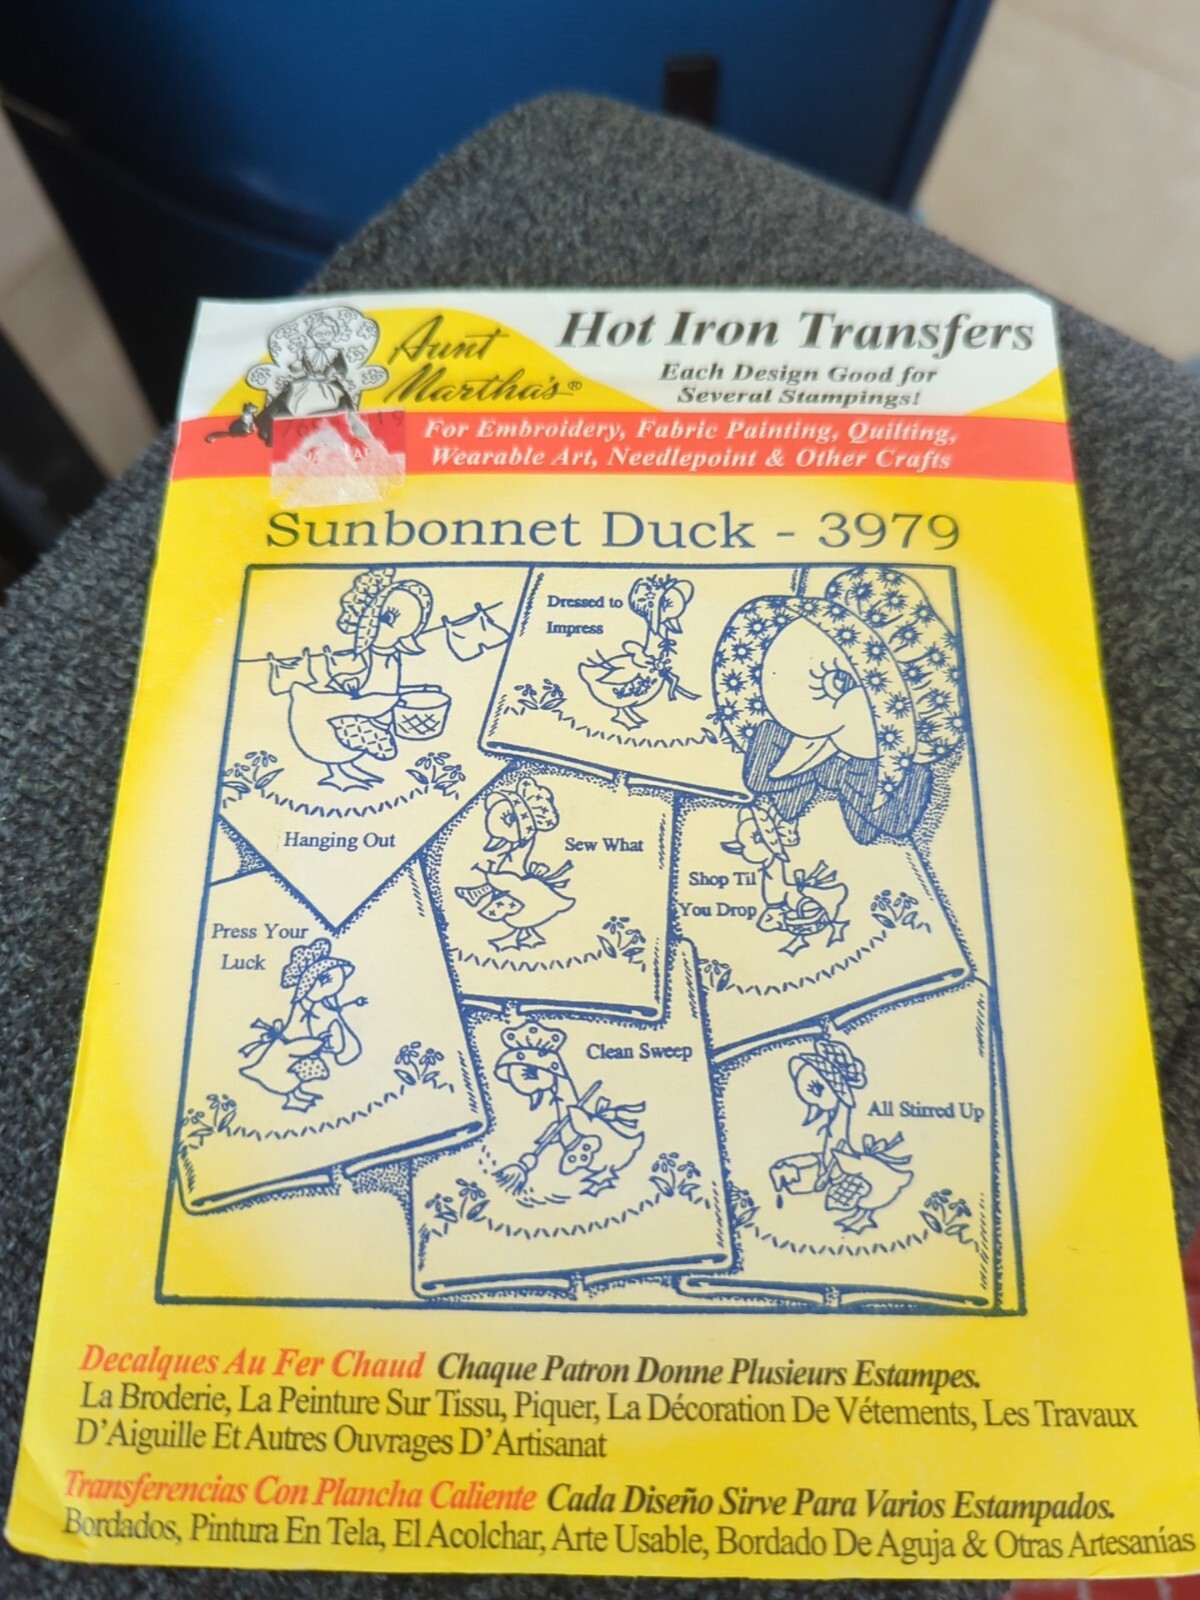 Aunt
Martha's®
Hot Iron Transfers
Each Design Good for
Several Stampings!
For Embroidery, Fabric Painting, Quilting,
Wearable Art, Needlepoint & Other Crafts
Sunbonnet Duck - 3979
Dressed to
Impress
Hanging Out
Sew What
Shop Til
You Drop
Press Your
Luck
Clean Sweep
All Stirred Up
Decalques Au Fer Chaud Chaque Patron Donne Plusieurs Estampes.
La Broderie, La Peinture Sur Tissu, Piquer, La Décoration De Vétements, Les Travaux
D'Aiguille Et Autres Ouvrages D'Artisanat
Transferencias Con Plancha Caliente Cada Diseño Sirve Para Varios Estampados.
Bordados, Pintura En Tela, El Acolchar, Arte Usable, Bordado De Aguja & Otras Artesanías